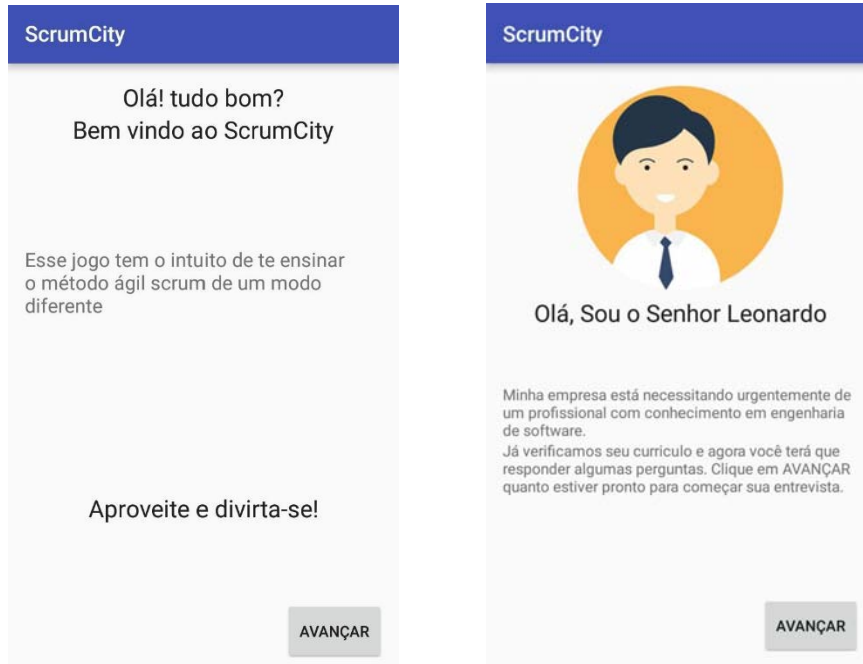 ScrumCity
Olá! tudo bom?
Bem vindo ao ScrumCity
Esse jogo tem o intuito de te ensinar
o método ágil scrum de um modo
diferente
Aproveite e divirta-se!
AVANÇAR
ScrumCity
Olá, Sou o Senhor Leonardo
Minha empresa está necessitando urgentemente de
um profissional com conhecimento em engenharia
de software.
Já verificamos seu curriculo e agora você terá que
responder algumas perguntas. Clique em AVANÇAR
quanto estiver pronto para começar sua entrevista.
AVANÇAR